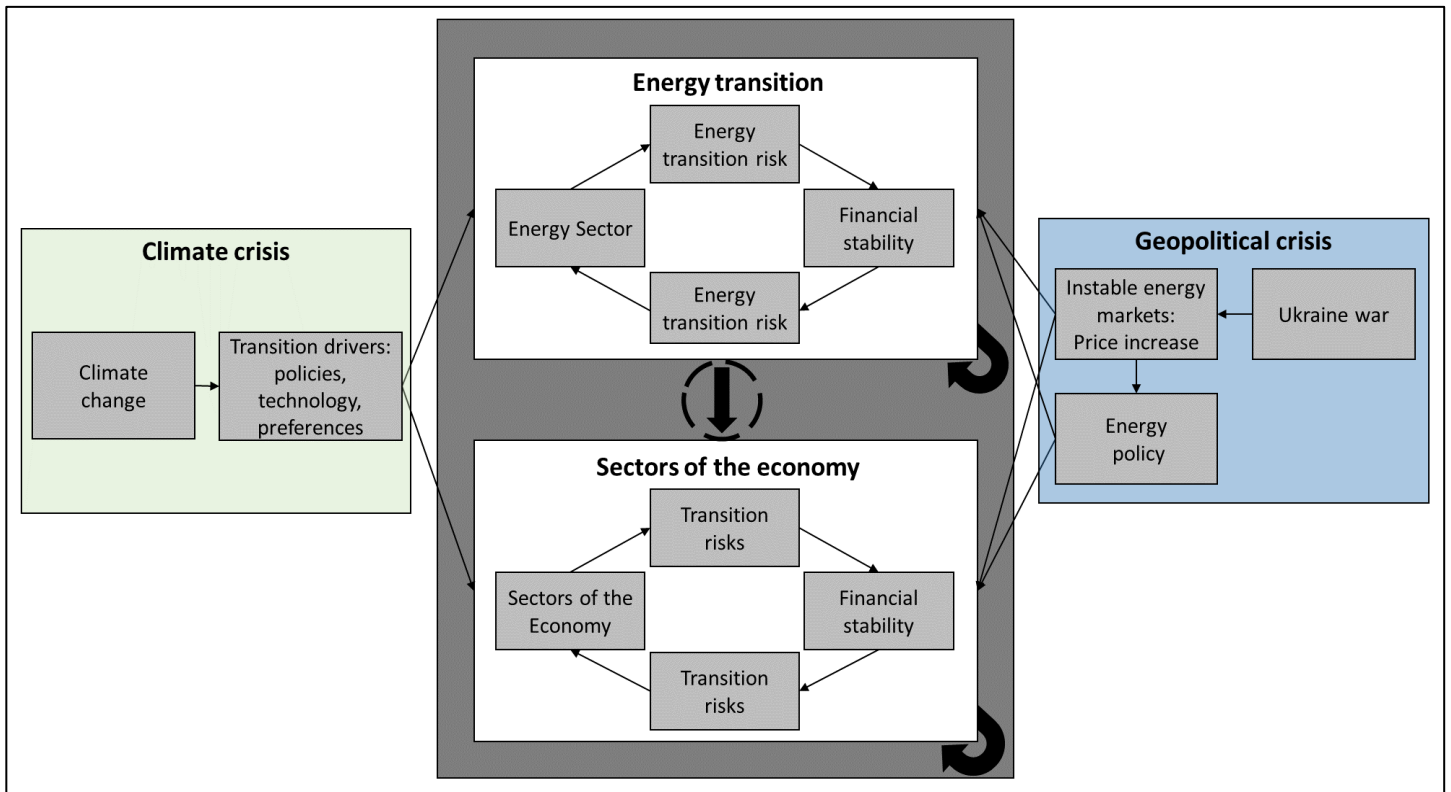 Energy transition
Energy
transition risk
Energy Sector
Financial
stability
Energy
transition risk
Climate crisis
Climate
change
Transition drivers:
policies,
technology,
preferences
Geopolitical crisis
Instable energy
markets:
Price increase
Ukraine war
Energy
policy
Sectors of the economy
Transition
risks
Sectors of the
Economy
Financial
stability
Transition
risks